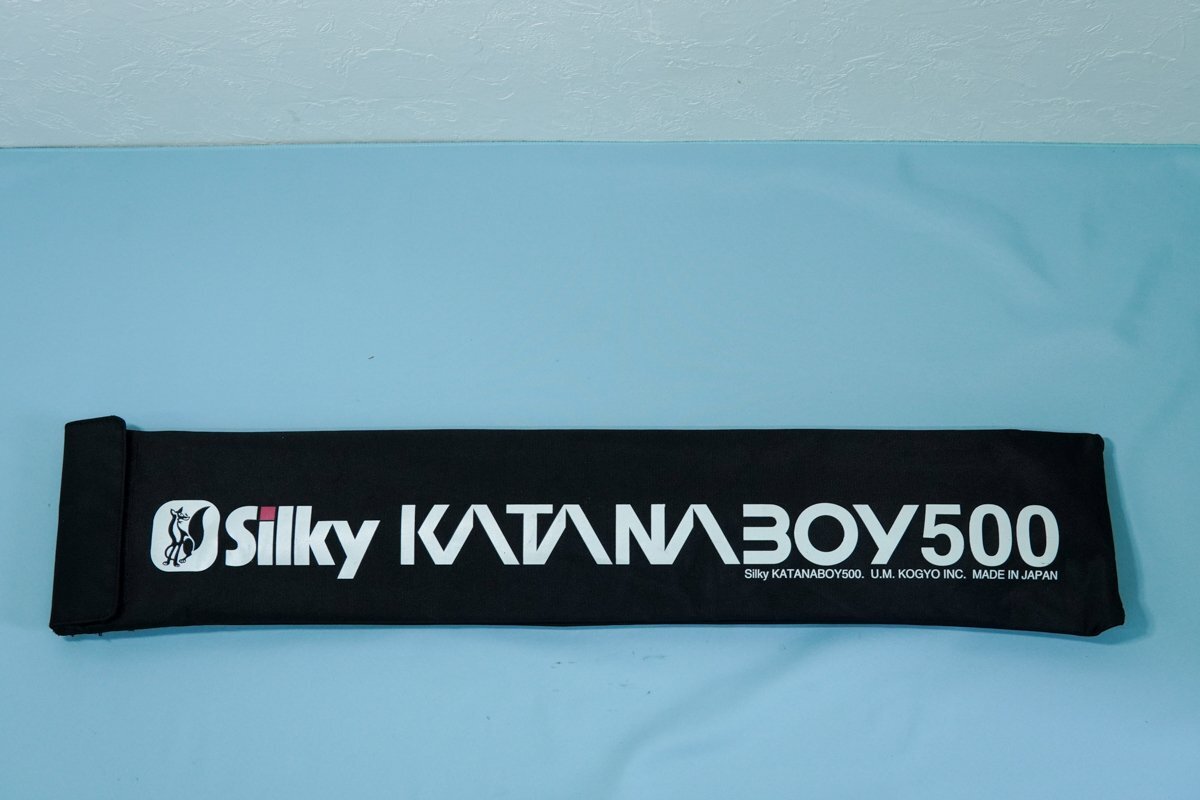 Silky KATANABOY500
Silky KATANABOY500. U.M. KOGYO INC. MADE IN JAPAN